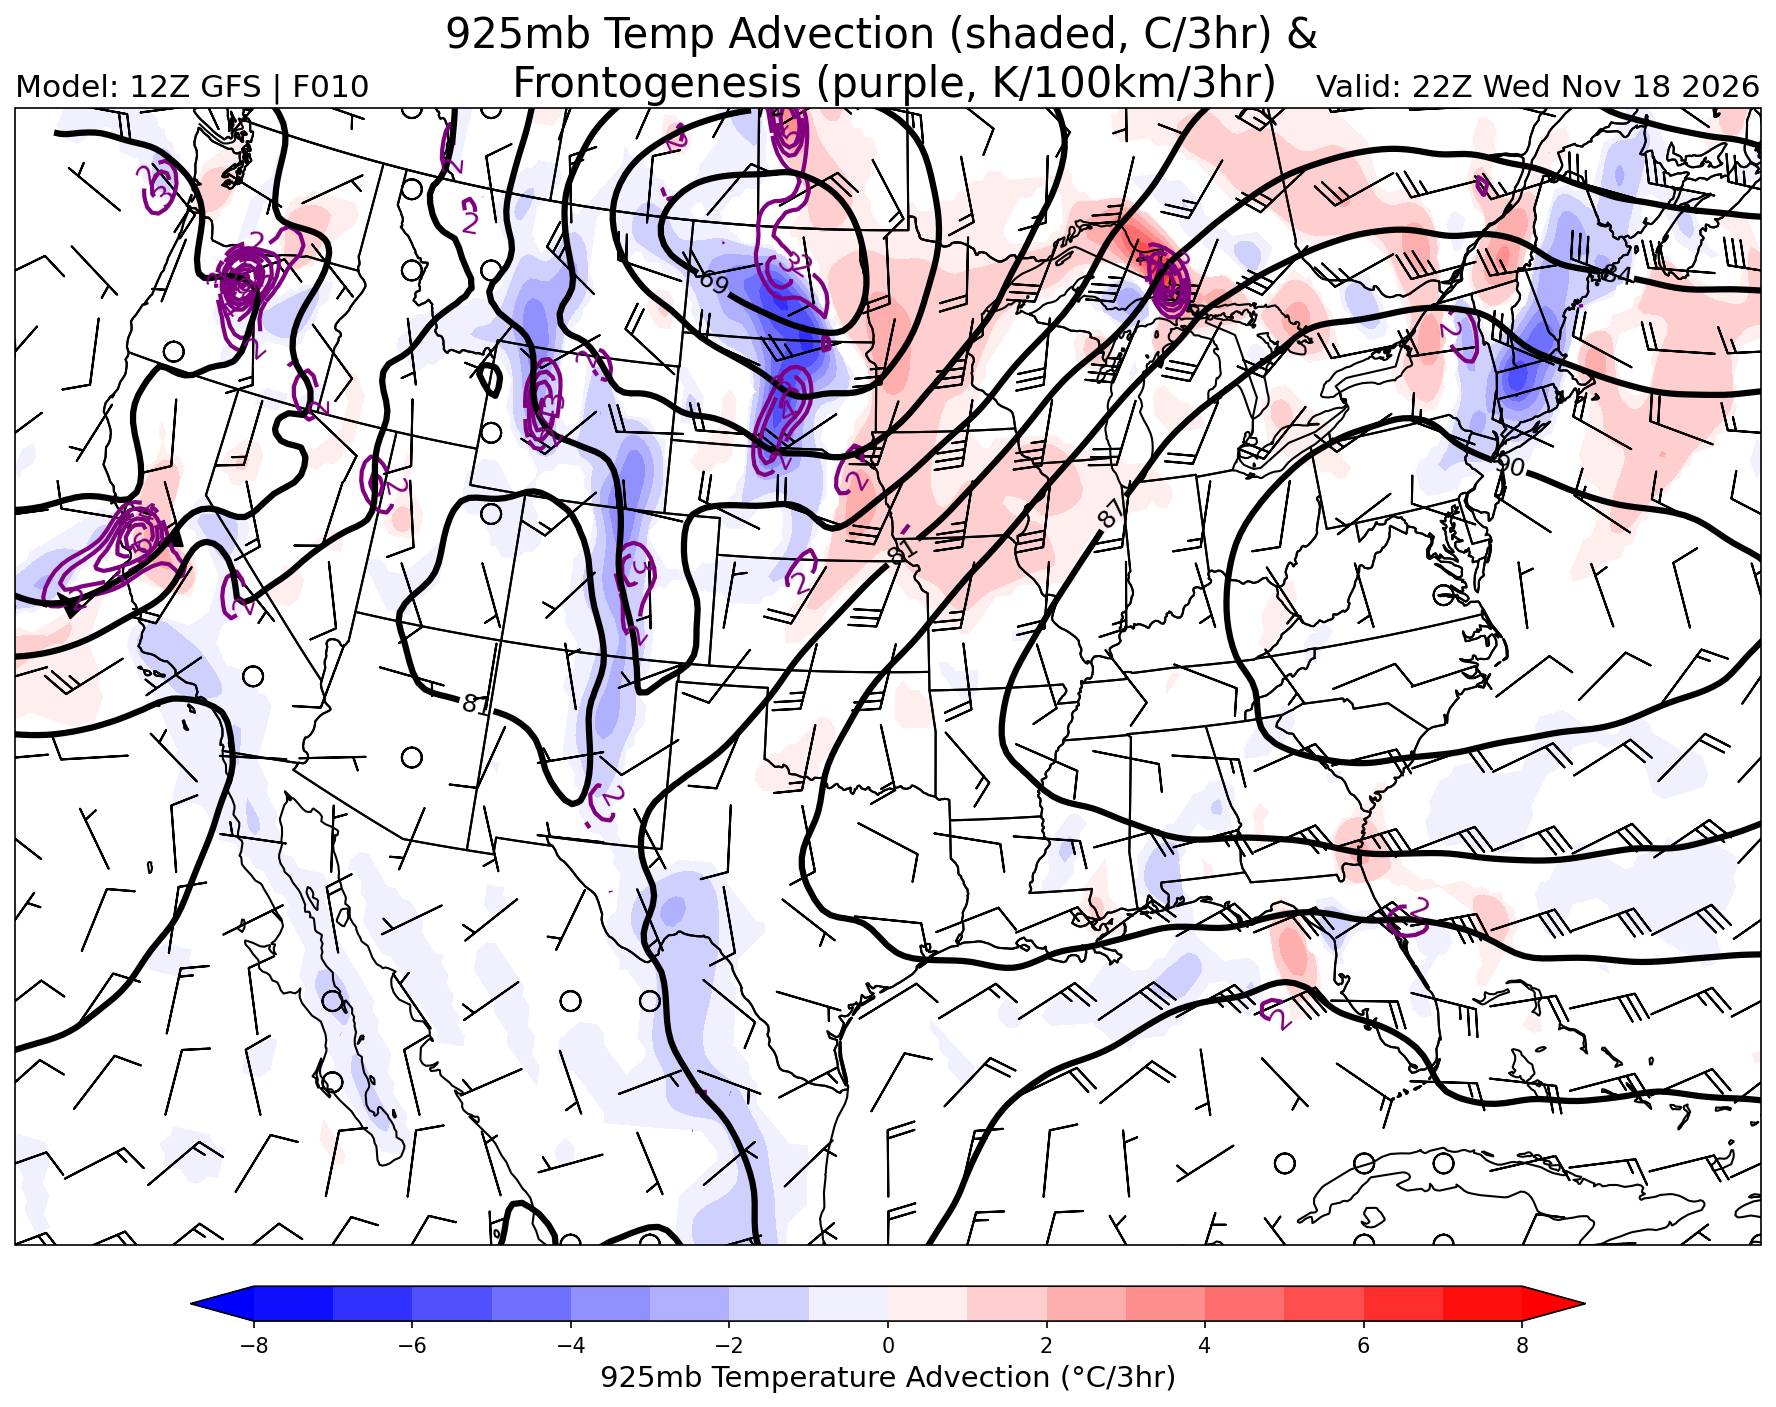 925mb Temp Advection (shaded, C/3hr) &
Frontogenesis (purple, K/100km/3hr)
Model: 12Z GFS | F010
Valid: 22Z Wed Nov 18 2026
69
84
90
87
81
81
−8 −6 −4 −2 0 2 4 6 8
925mb Temperature Advection (°C/3hr)